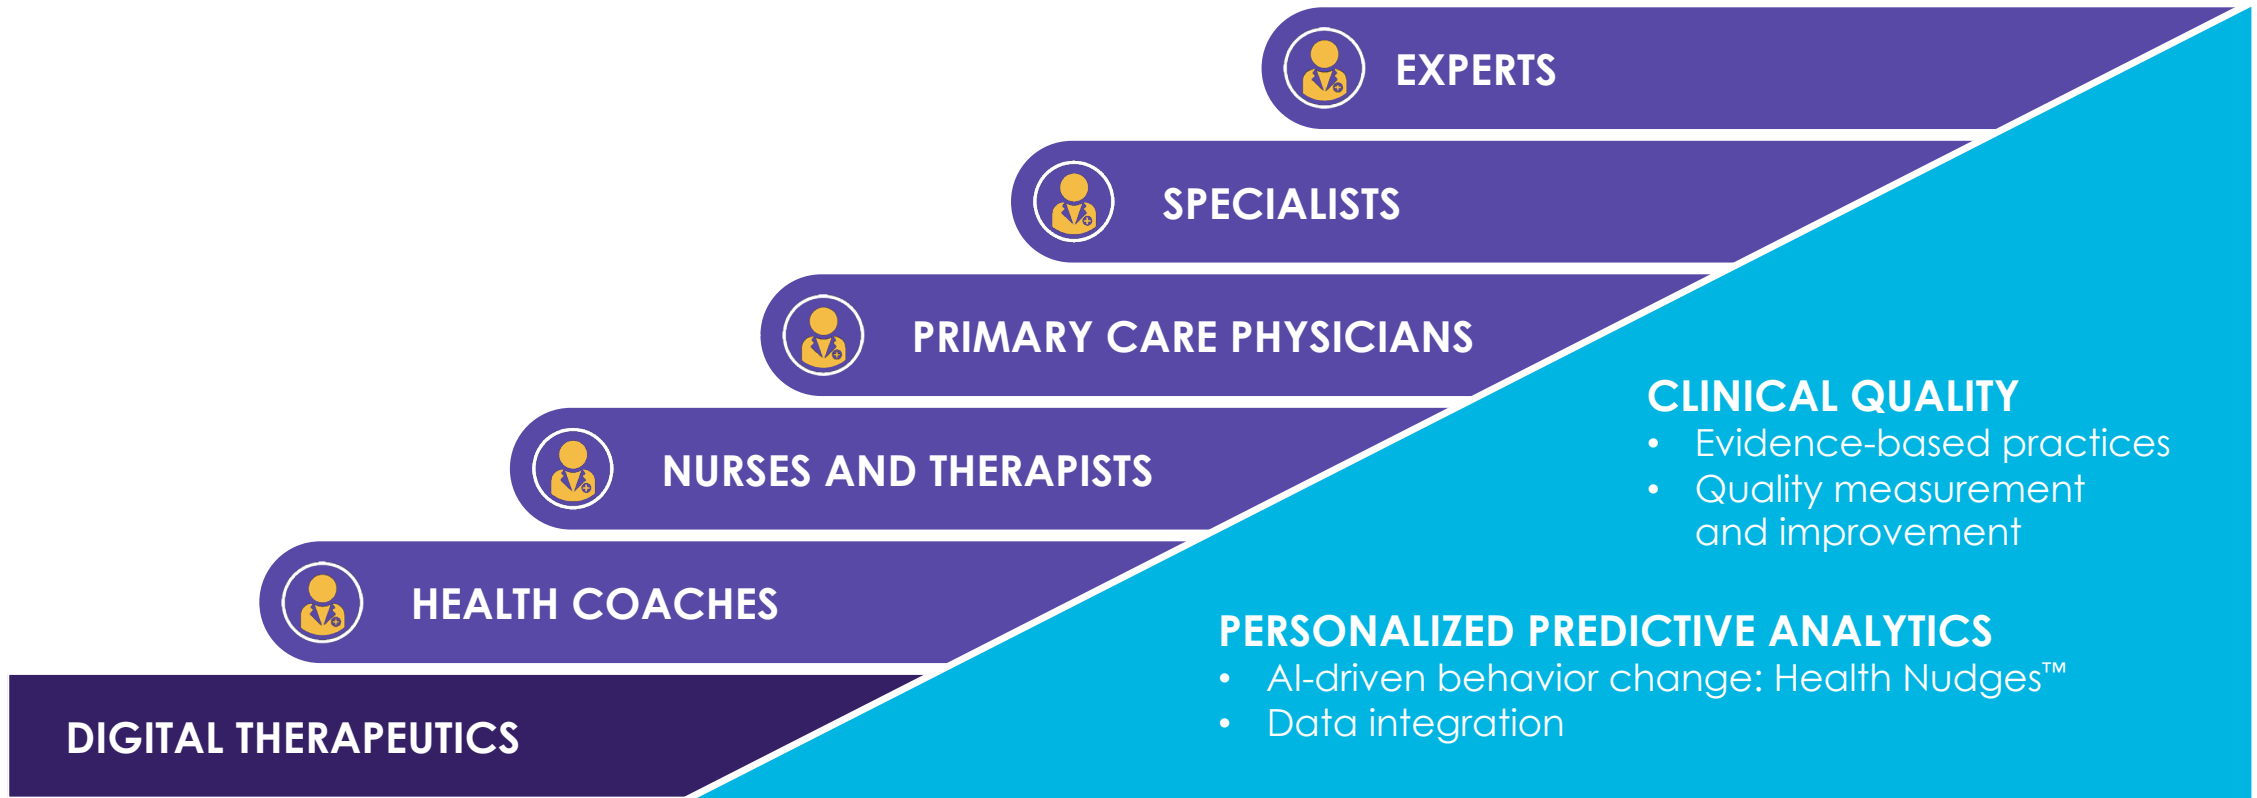 EXPERTS
SPECIALISTS
PRIMARY CARE PHYSICIANS
NURSES AND THERAPISTS
HEALTH COACHES
DIGITAL THERAPEUTICS
CLINICAL QUALITY
• Evidence-based practices
• Quality measurement
and improvement
PERSONALIZED PREDICTIVE ANALYTICS
• AI-driven behavior change: Health Nudges™
• Data integration